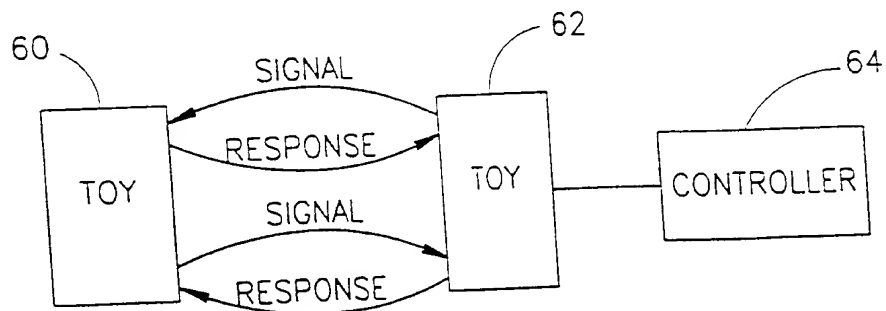 60
62
64
SIGNAL
RESPONSE
TOY
TOY
CONTROLLER
SIGNAL
RESPONSE